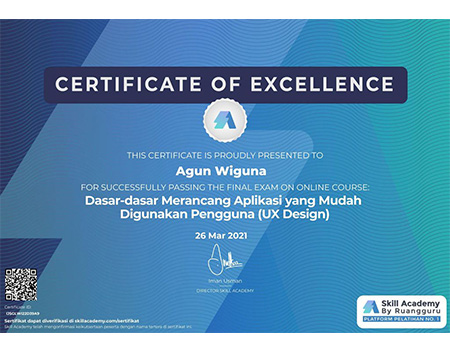 CERTIFICATE OF EXCELLENCE
THIS CERTIFICATE IS PROUDLY PRESENTED TO
Agun Wiguna
FOR SUCCESSFULLY PASSING THE FINAL EXAM ON ONLINE COURSE:
Dasar-dasar Merancang Aplikasi yang Mudah
Digunakan Pengguna (UX Design)
26 Mar 2021
Iman Usman
DIRECTOR SKILL ACADEMY
Certificate ID:
Sertifikat dapat diverifikasi di skillacademy.com/sertifikat
Skill Academy telah mengonfirmasi keikutsertaan peserta dengan nama tertera di sertifikat ini
Skill Academy
By Ruangguru
PLATFORM PELATIHAN NO. 1